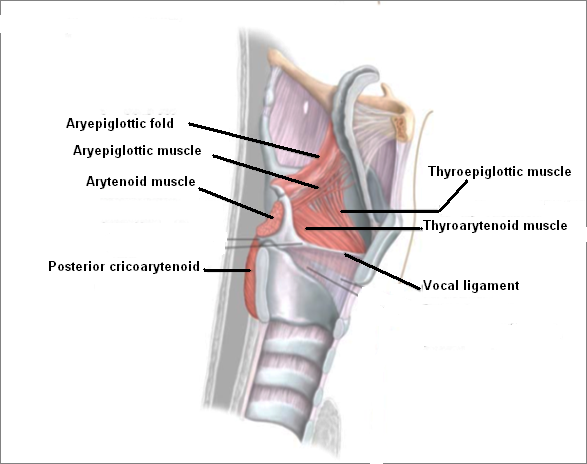 Aryepiglottic fold
Aryepiglottic muscle
Arytenoid muscle
Posterior cricoarytenoid
Thyroepiglottic muscle
Thyroarytenoid muscle
Vocal ligament